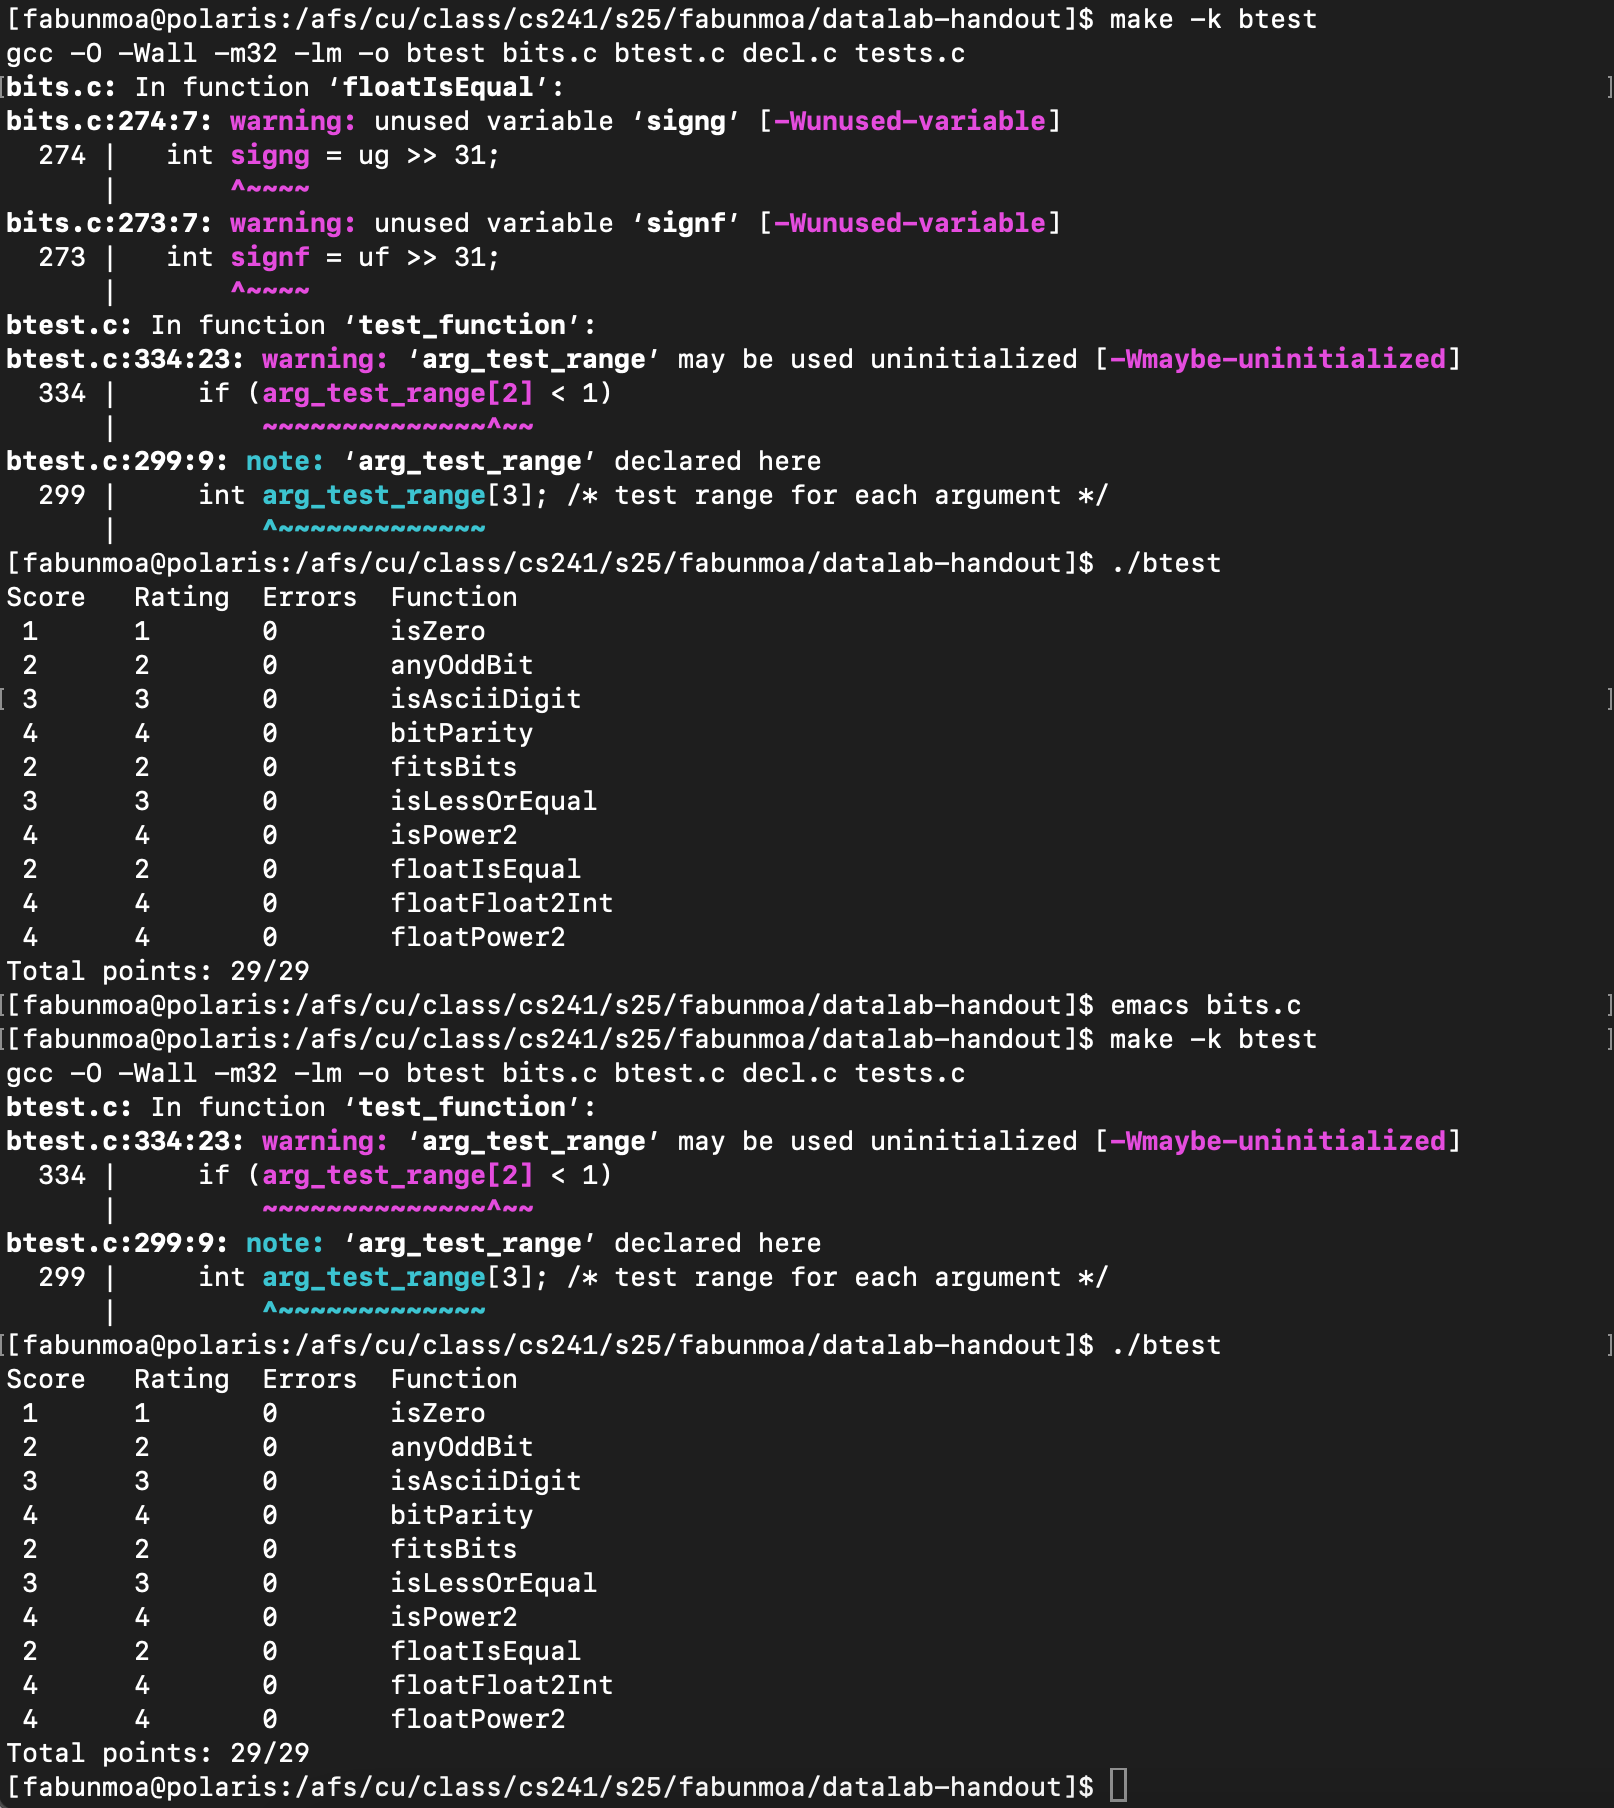 [fabunmoa@polaris:/afs/cu/class/cs241/s25/fabunmoa/datalab-handout]$ make -k btest
gcc -O -Wall -m32 -lm -o btest bits.c btest.c decl.c tests.c
[bits.c: In function ‘floatIsEqual’: ]
bits.c:274:7: warning: unused variable ‘signg’ [-Wunused-variable]
  274 |   int signg = ug >> 31;
      |       ^~~~~
bits.c:273:7: warning: unused variable ‘signf’ [-Wunused-variable]
  273 |   int signf = uf >> 31;
      |       ^~~~~
btest.c: In function ‘test_function’:
btest.c:334:23: warning: ‘arg_test_range’ may be used uninitialized [-Wmaybe-uninitialized]
  334 |     if (arg_test_range[2] < 1)
      |         ~~~~~~~~~~~~~~^~~
btest.c:299:9: note: ‘arg_test_range’ declared here
  299 |     int arg_test_range[3]; /* test range for each argument */
      |         ^~~~~~~~~~~~~~
[fabunmoa@polaris:/afs/cu/class/cs241/s25/fabunmoa/datalab-handout]$ ./btest
Score   Rating  Errors  Function
 1      1       0       isZero
 2      2       0       anyOddBit
[ 3      3       0       isAsciiDigit ]
 4      4       0       bitParity
 2      2       0       fitsBits
 3      3       0       isLessOrEqual
 4      4       0       isPower2
 2      2       0       floatIsEqual
 4      4       0       floatFloat2Int
 4      4       0       floatPower2
Total points: 29/29
[[fabunmoa@polaris:/afs/cu/class/cs241/s25/fabunmoa/datalab-handout]$ emacs bits.c ]
[[fabunmoa@polaris:/afs/cu/class/cs241/s25/fabunmoa/datalab-handout]$ make -k btest ]
gcc -O -Wall -m32 -lm -o btest bits.c btest.c decl.c tests.c
btest.c: In function ‘test_function’:
btest.c:334:23: warning: ‘arg_test_range’ may be used uninitialized [-Wmaybe-uninitialized]
  334 |     if (arg_test_range[2] < 1)
      |         ~~~~~~~~~~~~~~^~~
btest.c:299:9: note: ‘arg_test_range’ declared here
  299 |     int arg_test_range[3]; /* test range for each argument */
      |         ^~~~~~~~~~~~~~
[[fabunmoa@polaris:/afs/cu/class/cs241/s25/fabunmoa/datalab-handout]$ ./btest ]
Score   Rating  Errors  Function
 1      1       0       isZero
 2      2       0       anyOddBit
 3      3       0       isAsciiDigit
 4      4       0       bitParity
 2      2       0       fitsBits
 3      3       0       isLessOrEqual
 4      4       0       isPower2
 2      2       0       floatIsEqual
 4      4       0       floatFloat2Int
 4      4       0       floatPower2
Total points: 29/29
[fabunmoa@polaris:/afs/cu/class/cs241/s25/fabunmoa/datalab-handout]$